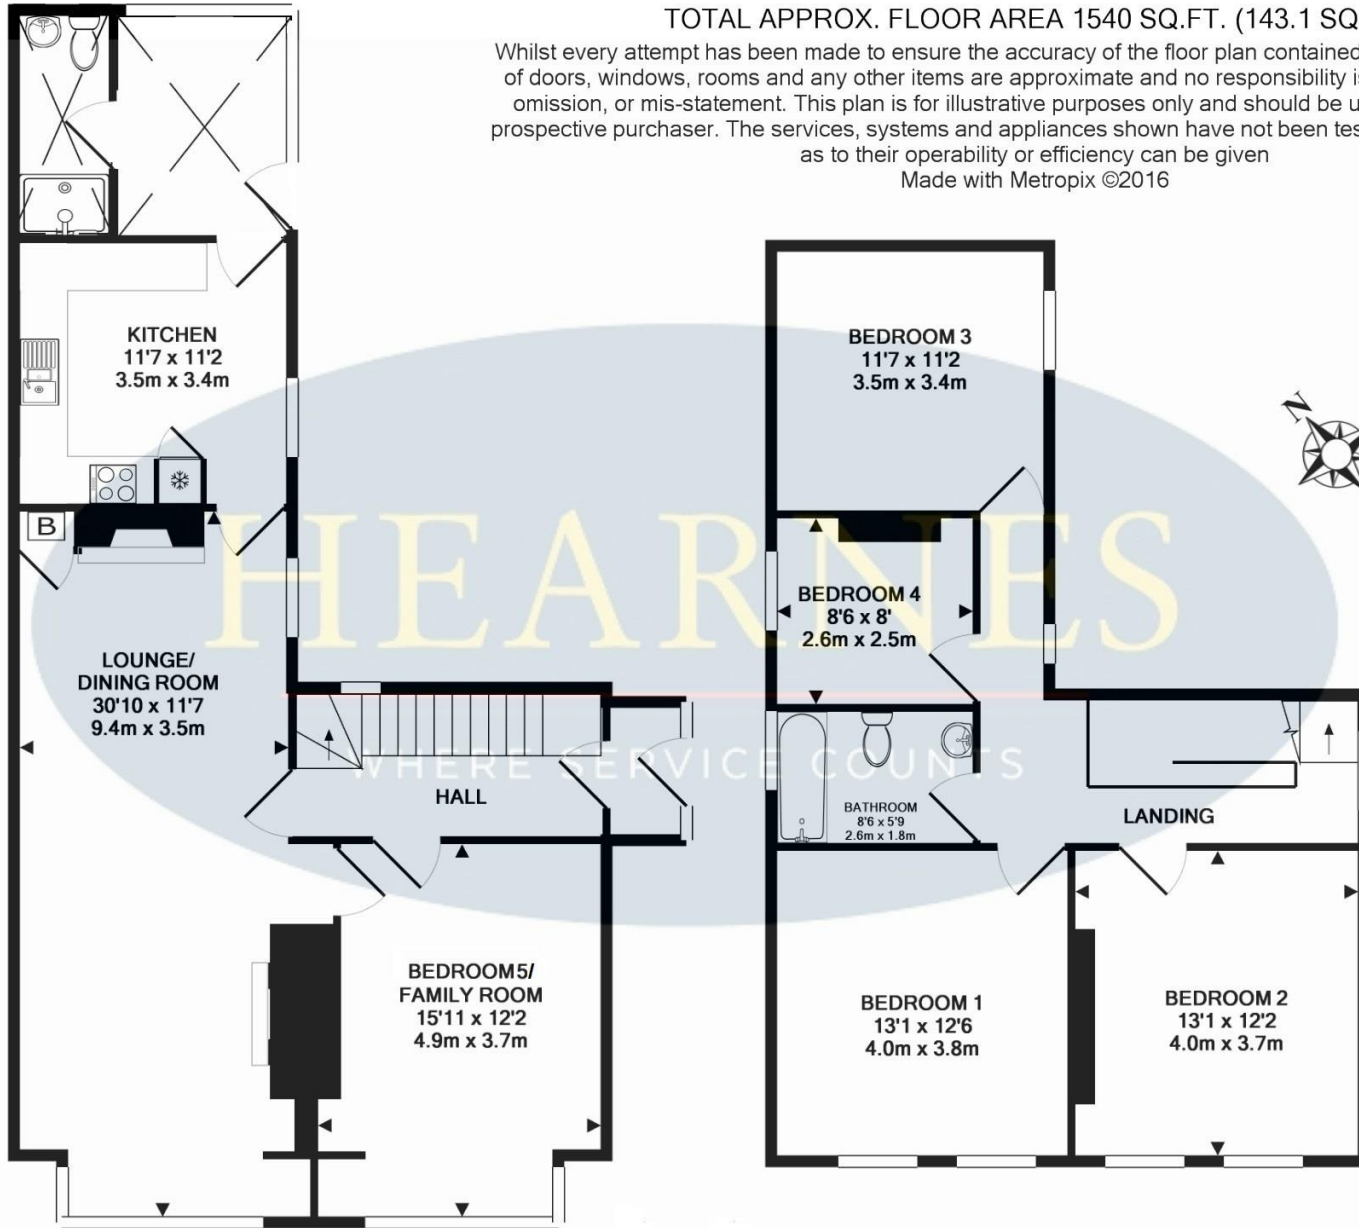 TOTAL APPROX. FLOOR AREA 1540 SQ.FT. (143.1 SQ
Whilst every attempt has been made to ensure the accuracy of the floor plan contained
of doors, windows, rooms and any other items are approximate and no responsibility is
omission, or mis-statement. This plan is for illustrative purposes only and should be u
prospective purchaser. The services, systems and appliances shown have not been tes
as to their operability or efficiency can be given
Made with Metropix ©2016
KITCHEN
11'7 x 11'2
3.5m x 3.4m
BEDROOM 3
11'7 x 11'2
3.5m x 3.4m
N
B
HEARNES
BEDROOM 4
8'6 x 8'
2.6m x 2.5m
LOUNGE/
DINING ROOM
30'10 x 11'7
9.4m x 3.5m
WHERE SERVICE COUNTS
HALL
BATHROOM
8'6 x 5'9
2.6m x 1.8m
LANDING
BEDROOM 5/
FAMILY ROOM
15'11 x 12'2
4.9m x 3.7m
BEDROOM 1
13'1 x 12'6
4.0m x 3.8m
BEDROOM 2
13'1 x 12'2
4.0m x 3.7m